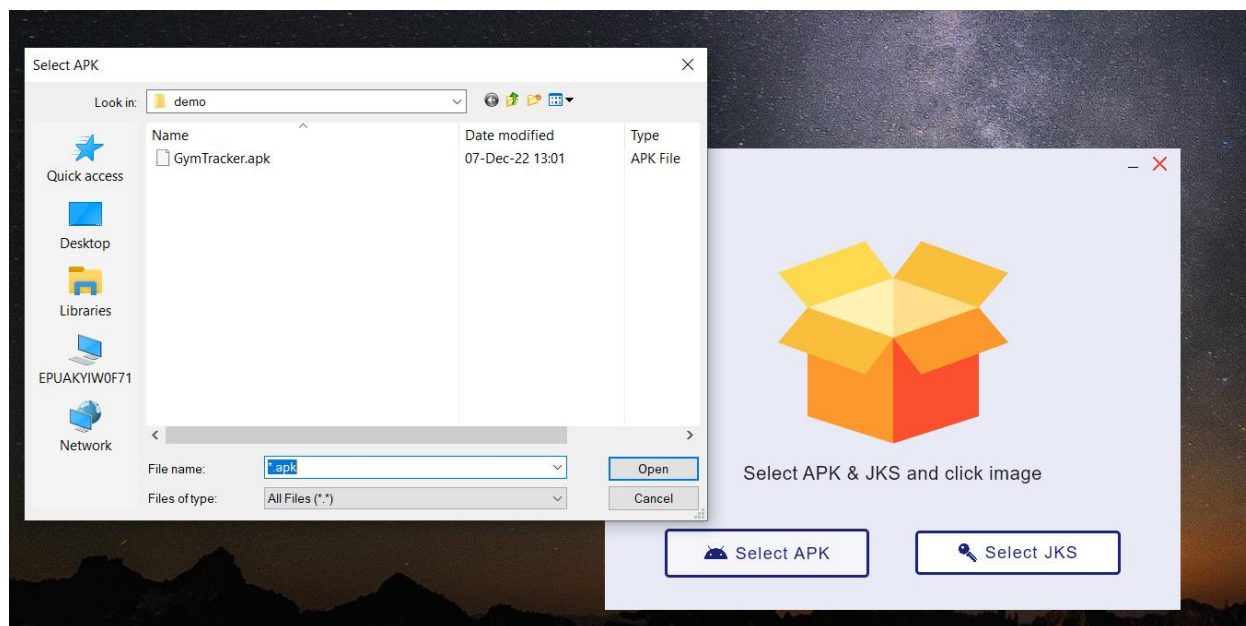 Select APK
Look in:
demo
Name
Date modified
Type
GymTracker.apk
07-Dec-22 13:01
APK File
Quick access
Desktop
Libraries
EPUAKYIW0F71
Network
File name:
*.apk
Open
Files of type:
All Files (*.*)
Cancel
Select APK & JKS and click image
Select APK
Select JKS